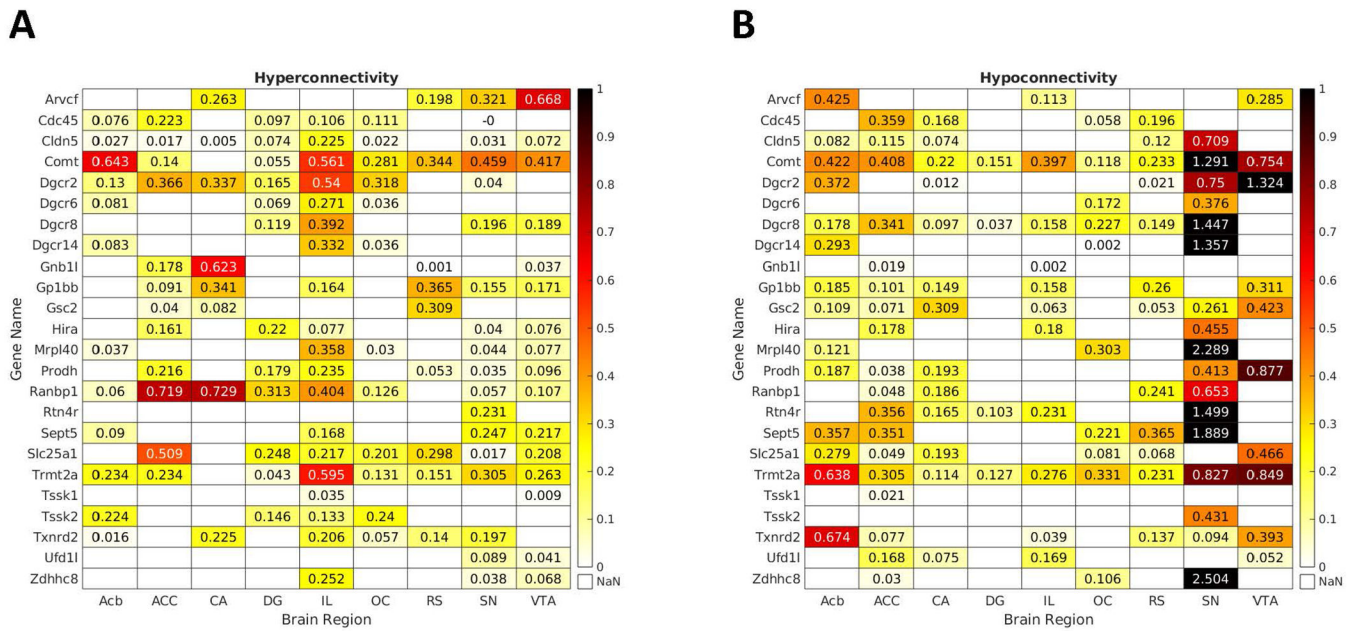 A
B
Hyperconnectivity
Hypoconnectivity
Gene Name
Arvcf 0.263 0.198 0.321 0.668
Cdc45 0.076 0.223 0.097 0.106 0.111 -0
Cldn5 0.027 0.017 0.005 0.074 0.225 0.022 0.031 0.072
Comt 0.643 0.14 0.055 0.561 0.281 0.344 0.459 0.417
Dgcr2 0.13 0.366 0.337 0.165 0.54 0.318 0.04
Dgcr6 0.081 0.069 0.271 0.036
Dgcr8 0.119 0.392 0.196 0.189
Dgcr14 0.083 0.332 0.036
Gnb1l 0.178 0.623 0.001 0.037
Gp1bb 0.091 0.341 0.164 0.365 0.155 0.171
Gsc2 0.04 0.082 0.309
Hira 0.161 0.22 0.077 0.04 0.076
Mrpl40 0.037 0.358 0.03 0.044 0.077
Prodh 0.216 0.179 0.235 0.053 0.035 0.096
Ranbp1 0.06 0.719 0.729 0.313 0.404 0.126 0.057 0.107
Rtn4r 0.231
Sept5 0.09 0.168 0.247 0.217
Slc25a1 0.509 0.248 0.217 0.201 0.298 0.017 0.208
Trmt2a 0.234 0.234 0.043 0.595 0.131 0.151 0.305 0.263
Tssk1 0.035 0.009
Tssk2 0.224 0.146 0.133 0.24
Txnrd2 0.016 0.225 0.206 0.057 0.14 0.197
Ufd1l 0.089 0.041
Zdhhc8 0.252 0.038 0.068
Acb ACC CA DG IL OC RS SN VTA
Brain Region
1
0.9
0.8
0.7
0.6
0.5
0.4
0.3
0.2
0.1
0
NaN
Gene Name
Arvcf 0.425 0.113 0.285
Cdc45 0.359 0.168 0.058 0.196
Cldn5 0.082 0.115 0.074 0.12 0.709
Comt 0.422 0.408 0.22 0.151 0.397 0.118 0.233 1.291 0.754
Dgcr2 0.372 0.012 0.021 0.75 1.324
Dgcr6 0.172 0.376
Dgcr8 0.178 0.341 0.097 0.037 0.158 0.227 0.149 1.447
Dgcr14 0.293 0.002 1.357
Gnb1l 0.019 0.002
Gp1bb 0.185 0.101 0.149 0.158 0.26 0.311
Gsc2 0.109 0.071 0.309 0.063 0.053 0.261 0.423
Hira 0.178 0.18 0.455
Mrpl40 0.121 0.303 2.289
Prodh 0.187 0.038 0.193 0.413 0.877
Ranbp1 0.048 0.186 0.241 0.653
Rtn4r 0.356 0.165 0.103 0.231 1.499
Sept5 0.357 0.351 0.221 0.365 1.889
Slc25a1 0.279 0.049 0.193 0.081 0.068 0.466
Trmt2a 0.638 0.305 0.114 0.127 0.276 0.331 0.231 0.827 0.849
Tssk1 0.021
Tssk2 0.431
Txnrd2 0.674 0.077 0.039 0.137 0.094 0.393
Ufd1l 0.168 0.075 0.169 0.052
Zdhhc8 0.03 0.106 2.504
Acb ACC CA DG IL OC RS SN VTA
Brain Region
1
0.9
0.8
0.7
0.6
0.5
0.4
0.3
0.2
0.1
0
NaN